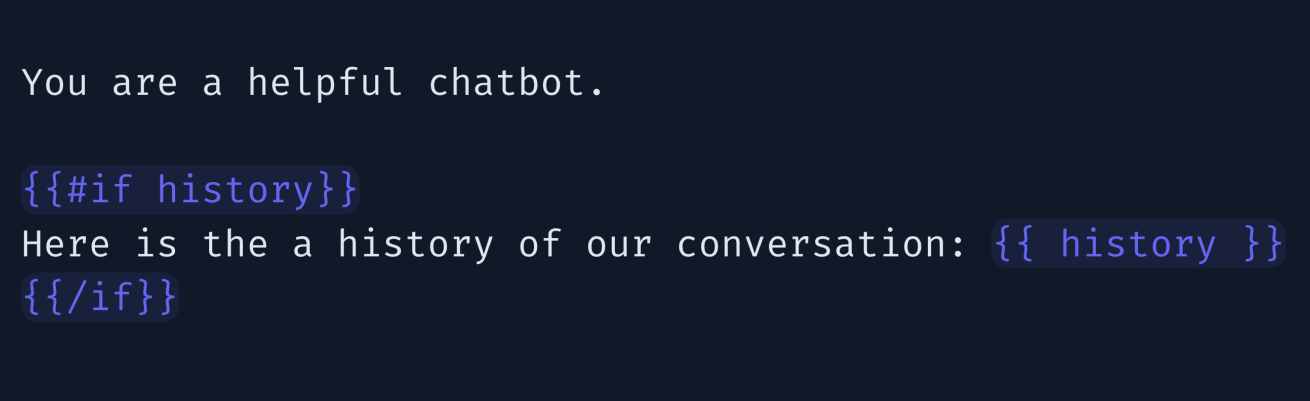 You are a helpful chatbot.
{{#if history}}
Here is the a history of our conversation: {{ history }}
{{/if}}